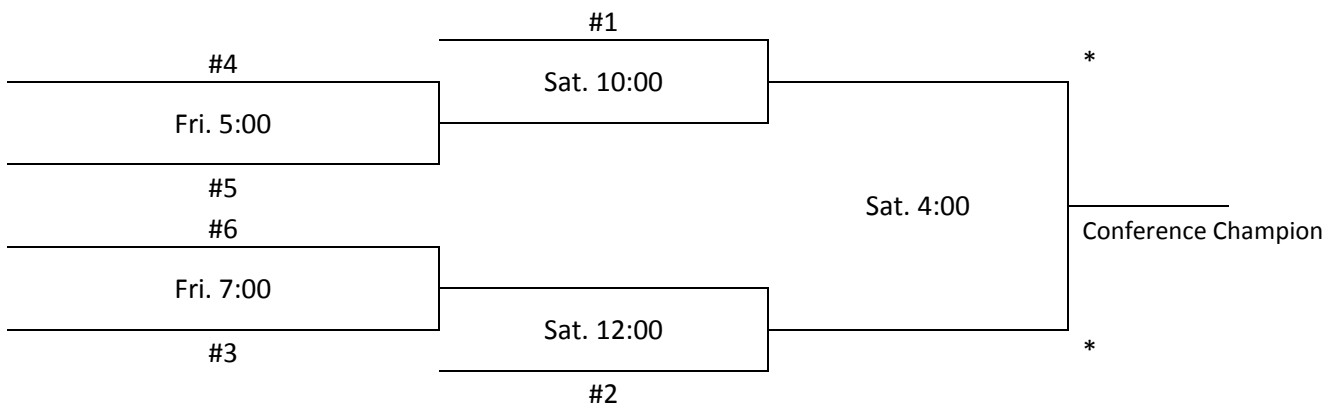 #1
*
#4
Sat. 10:00
Fri. 5:00
#5
Sat. 4:00
#6
Conference Champion
Fri. 7:00
Sat. 12:00
#3
*
#2